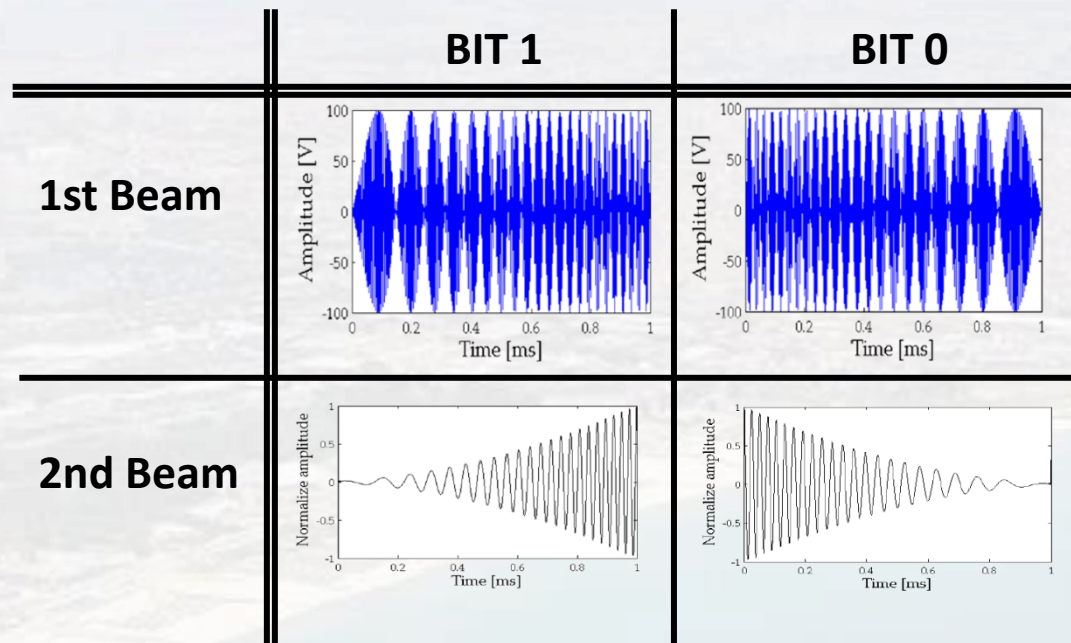 BIT 1
BIT 0
1st Beam
Amplitude [V]
100
50
0
-50
-100
0 0.2 0.4 0.6 0.8 1
Time [ms]
Amplitude [V]
100
50
0
-50
-100
0 0.2 0.4 0.6 0.8 1
Time [ms]
2nd Beam
Normalize amplitude
1
0.5
0
-0.5
-1
0 0.2 0.4 0.6 0.8 1
Time [ms]
Normalize amplitude
1
0.5
0
-0.5
-1
0 0.2 0.4 0.6 0.8 1
Time [ms]